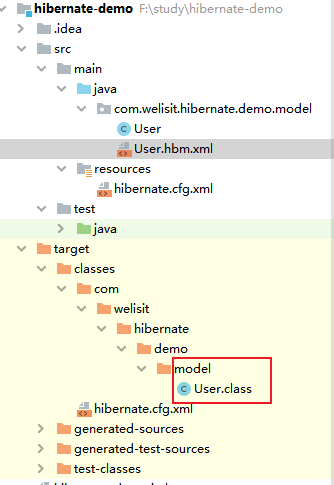 hibernate-demo F:\study\hibernate-demo
.idea
src
main
java
com.welisit.hibernate.demo.model
User
User.hbm.xml
resources
hibernate.cfg.xml
test
java
target
classes
com
welisit
hibernate
demo
model
User.class
hibernate.cfg.xml
generated-sources
generated-test-sources
test-classes